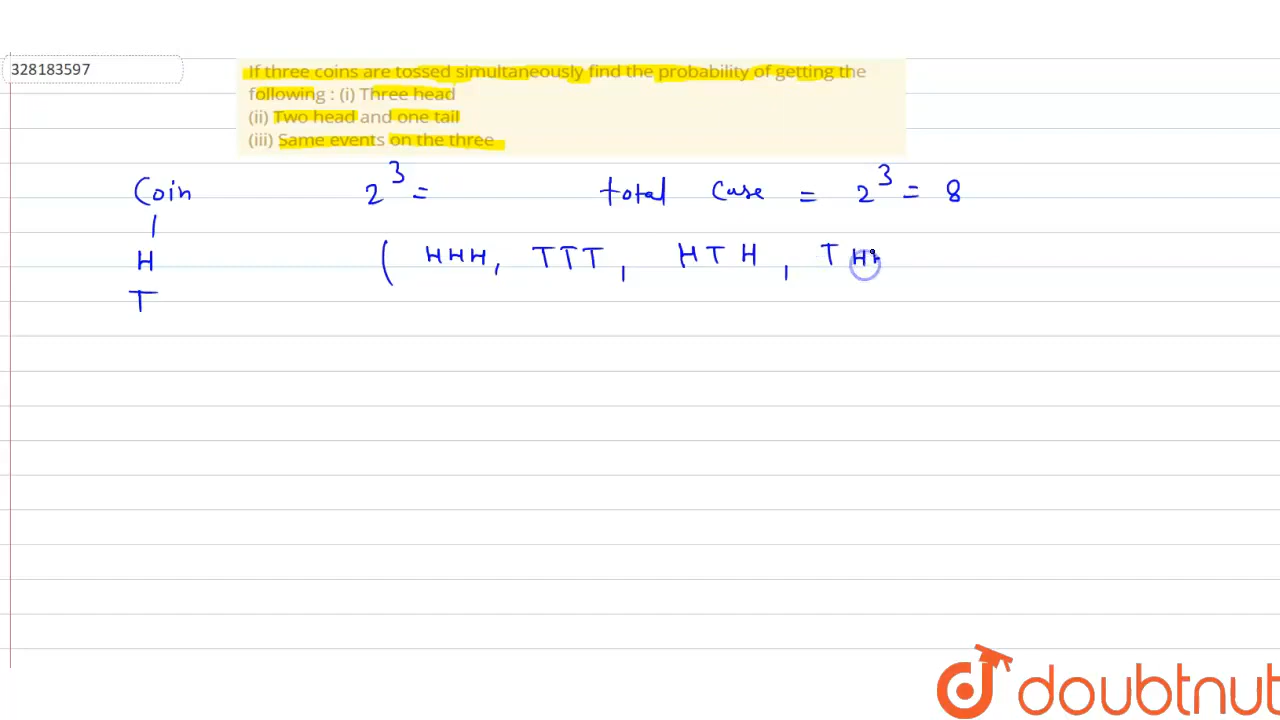 328183597
If three coins are tossed simultaneously find the probability of getting the
following : (i) Three head
(ii) Two head and one tail
(iii) Same events on the three
Coin 2^3 = total case = 2^3 = 8
H ( HHH, TTT, HTH, THH
T
doubtnut